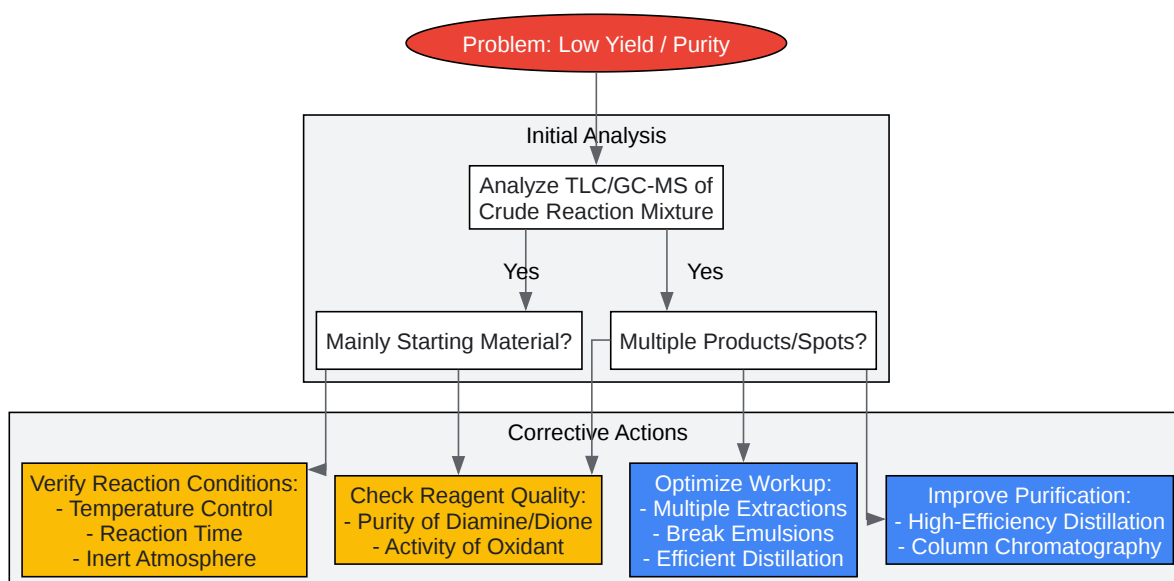 Problem: Low Yield / Purity
Initial Analysis
Analyze TLC/GC-MS of
Crude Reaction Mixture
Yes
Yes
Mainly Starting Material?
Multiple Products/Spots?
Corrective Actions
Verify Reaction Conditions:
- Temperature Control
- Reaction Time
- Inert Atmosphere
Check Reagent Quality:
- Purity of Diamine/Dione
- Activity of Oxidant
Optimize Workup:
- Multiple Extractions
- Break Emulsions
- Efficient Distillation
Improve Purification:
- High-Efficiency Distillation
- Column Chromatography